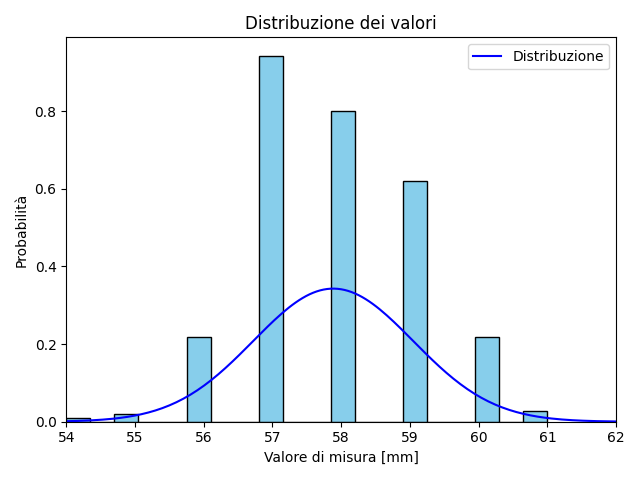 Distribuzione dei valori
Distribuzione
Probabilità
0.8
0.6
0.4
0.2
0.0
54 55 56 57 58 59 60 61 62
Valore di misura [mm]